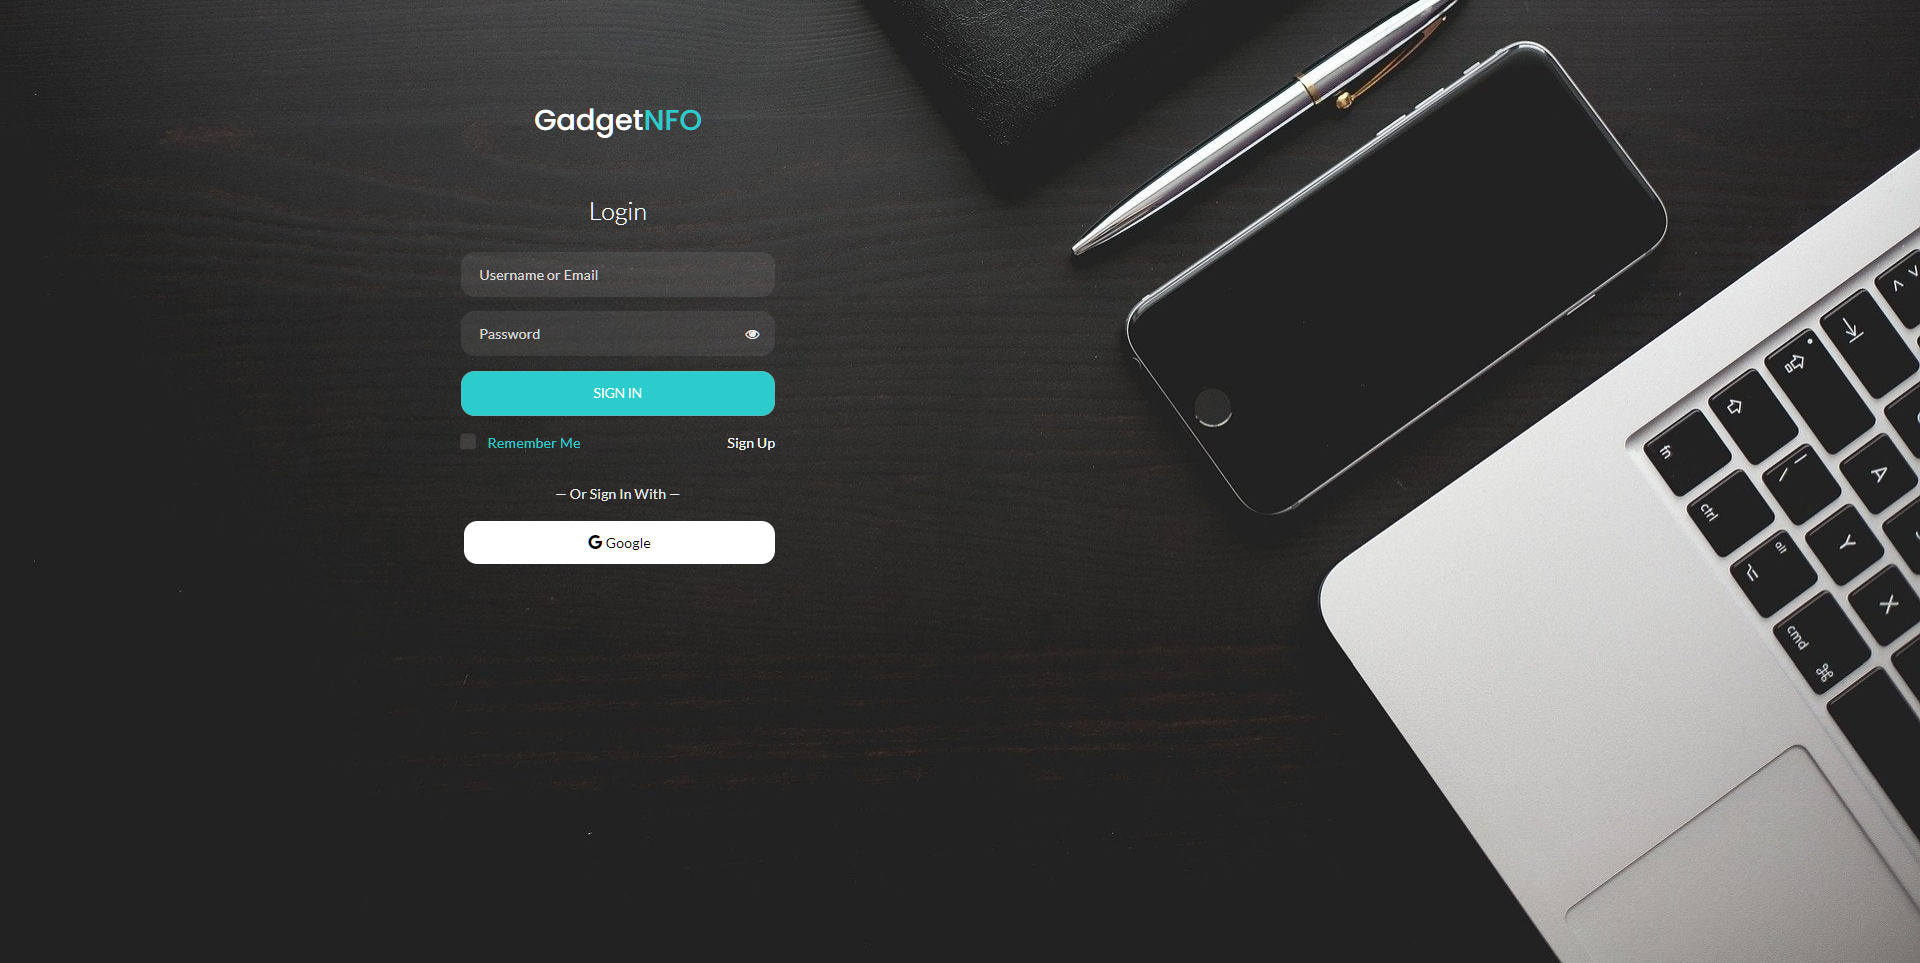 GadgetNFO
Login
Username or Email
Password
SIGN IN
Remember Me
Sign Up
— Or Sign In With —
G Google
fn
ctrl
alt
cmd
⌘
A
Y
X